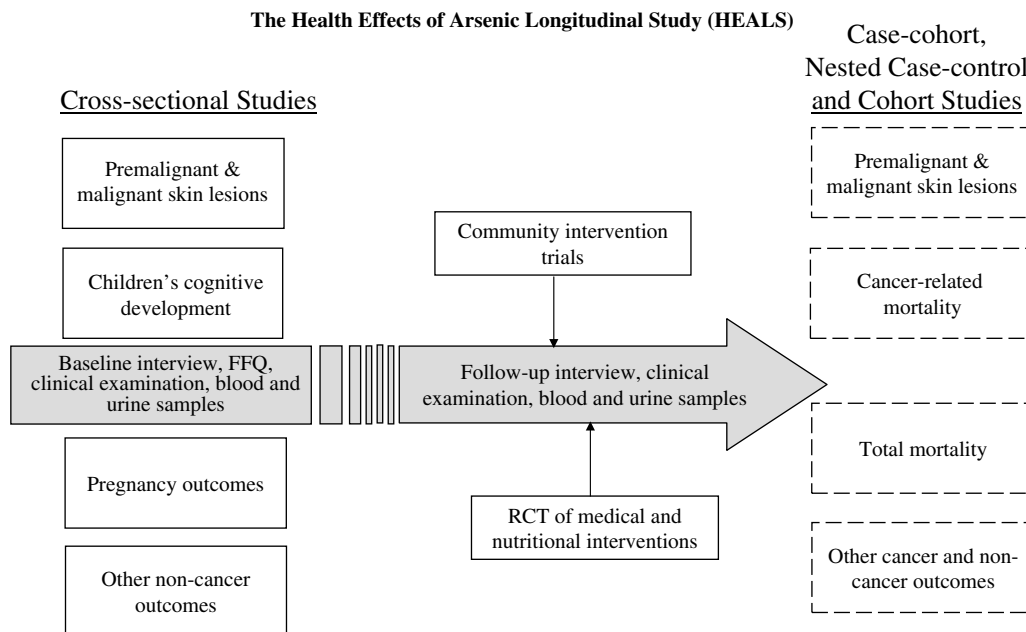 The Health Effects of Arsenic Longitudinal Study (HEALS)
Cross-sectional Studies
Premalignant &
malignant skin lesions
Children’s cognitive
development
Baseline interview, FFQ,
clinical examination, blood and
urine samples
Pregnancy outcomes
Other non-cancer
outcomes
Community intervention
trials
Follow-up interview, clinical
examination, blood and urine samples
RCT of medical and
nutritional interventions
Case-cohort,
Nested Case-control
and Cohort Studies
Premalignant &
malignant skin lesions
Cancer-related
mortality
Total mortality
Other cancer and non-
cancer outcomes